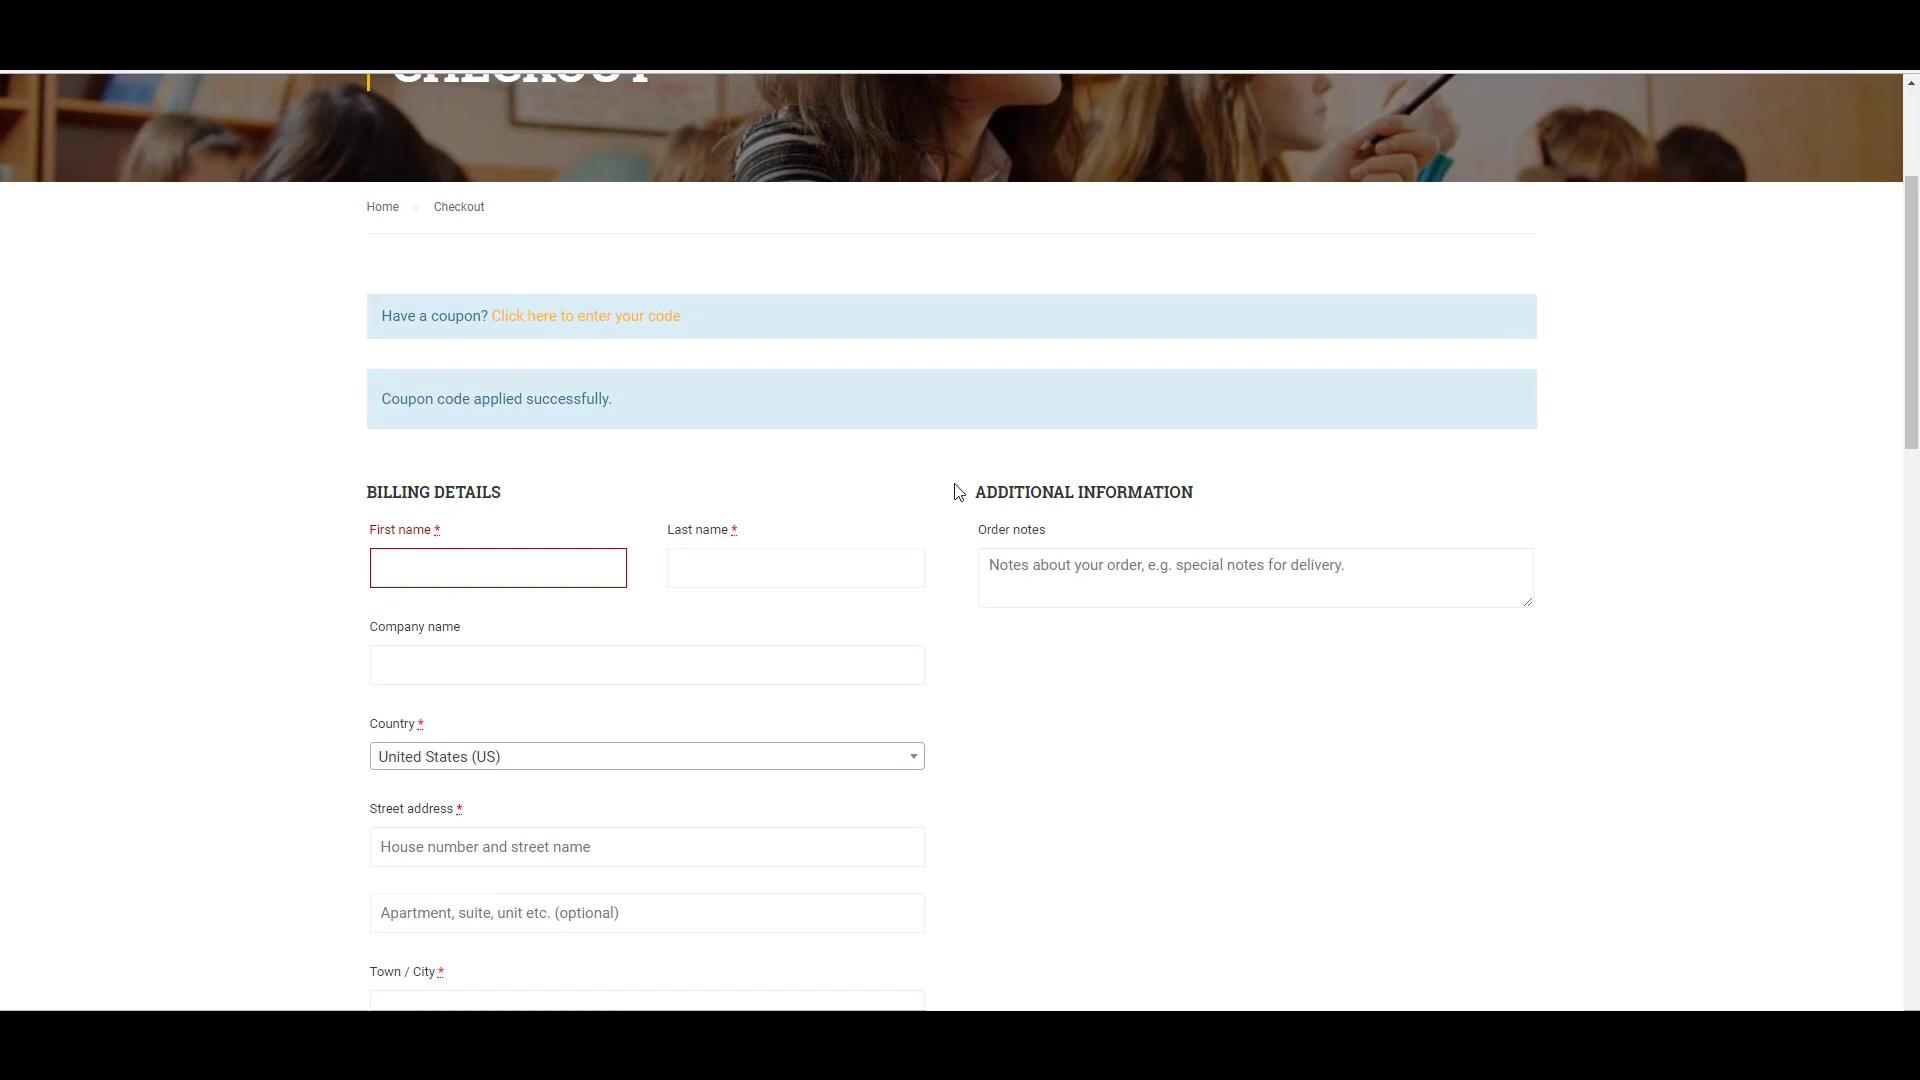 CHECKOUT
Home Checkout
Have a coupon? Click here to enter your code
Coupon code applied successfully.
BILLING DETAILS
ADDITIONAL INFORMATION
First name *
Last name *
Order notes
Notes about your order, e.g. special notes for delivery.
Company name
Country *
United States (US)
Street address *
House number and street name
Apartment, suite, unit etc. (optional)
Town / City *